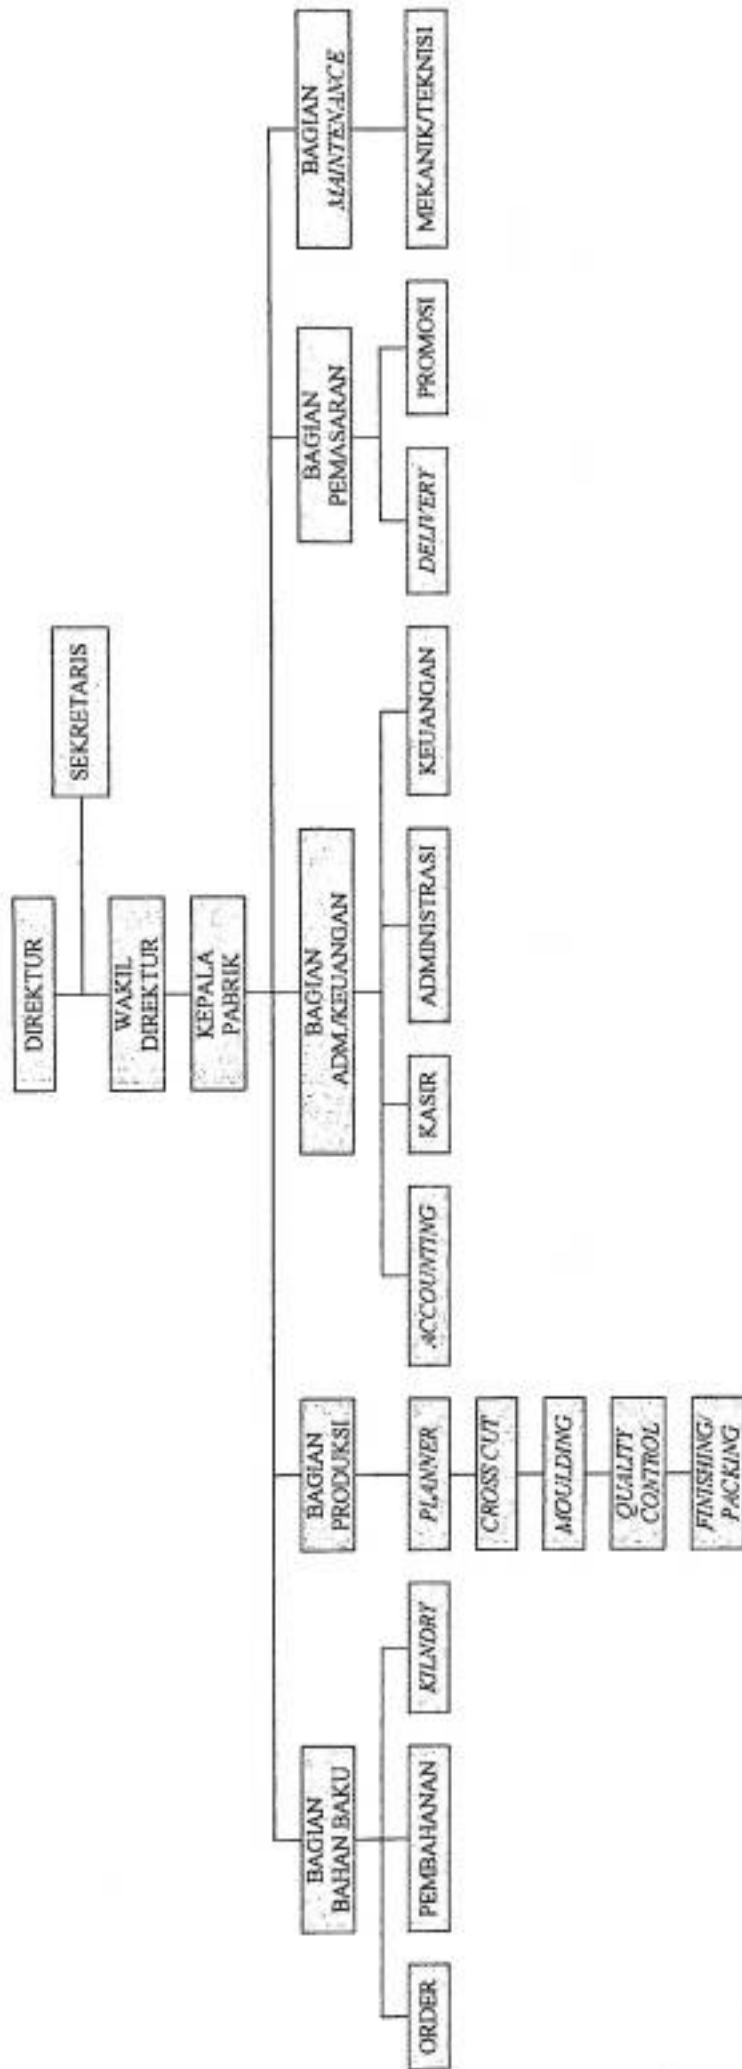 DIREKTUR
SEKRETARIS
WAKIL
DIREKTUR
KEPALA
PABRIK
BAGIAN
BAHAN BAKU
BAGIAN
PRODUKSI
BAGIAN
ADM./KEUANGAN
BAGIAN
PEMASARAN
BAGIAN
MAINTENANCE
ORDER
PEMBAHANAN
KILNDRY
PLANNER
ACCOUNTING
KASIR
ADMINISTRASI
KEUANGAN
DELIVERY
PROMOSI
MEKANIK/TEKNISI
CROSS CUT
MOULDING
QUALITY
CONTROL
FINISHING/
PACKING